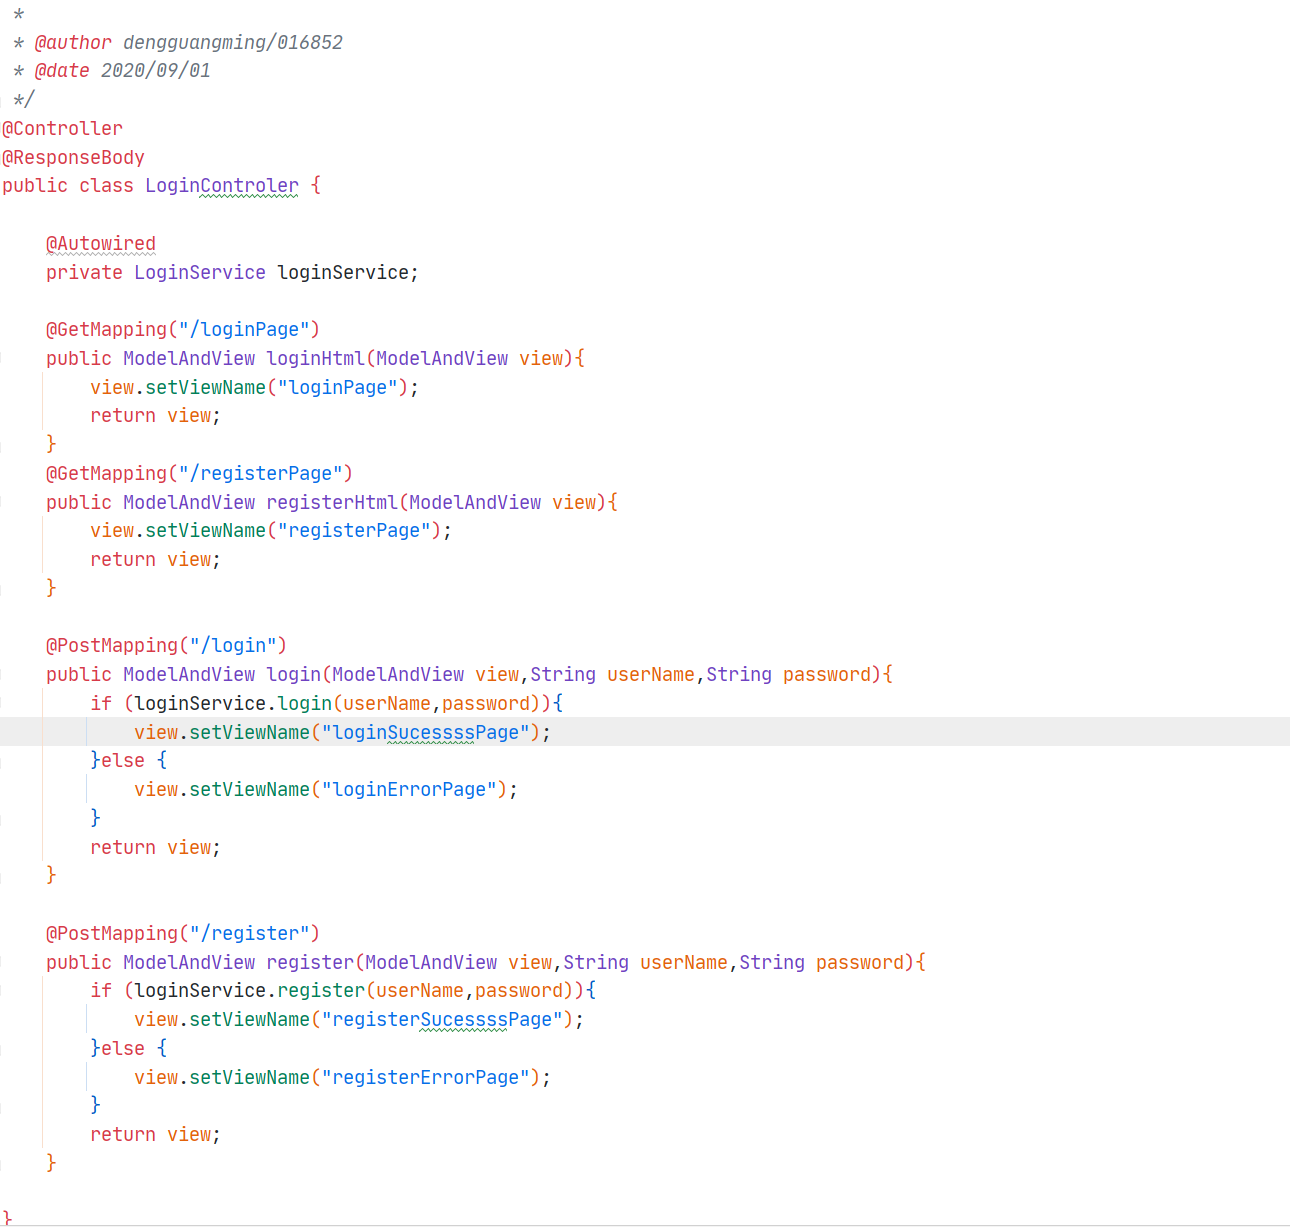 *
* @author dengguangming/016852
* @date 2020/09/01
*/
@Controller
@ResponseBody
public class LoginControler {
@Autowired
private LoginService loginService;
@GetMapping("/loginPage")
public ModelAndView loginHtml(ModelAndView view){
view.setViewName("loginPage");
return view;
}
@GetMapping("/registerPage")
public ModelAndView registerHtml(ModelAndView view){
view.setViewName("registerPage");
return view;
}
@PostMapping("/login")
public ModelAndView login(ModelAndView view,String userName,String password){
if (loginService.login(userName,password)){
view.setViewName("loginSucessssPage");
}else {
view.setViewName("loginErrorPage");
}
return view;
}
@PostMapping("/register")
public ModelAndView register(ModelAndView view,String userName,String password){
if (loginService.register(userName,password)){
view.setViewName("registerSucessssPage");
}else {
view.setViewName("registerErrorPage");
}
return view;
}
}